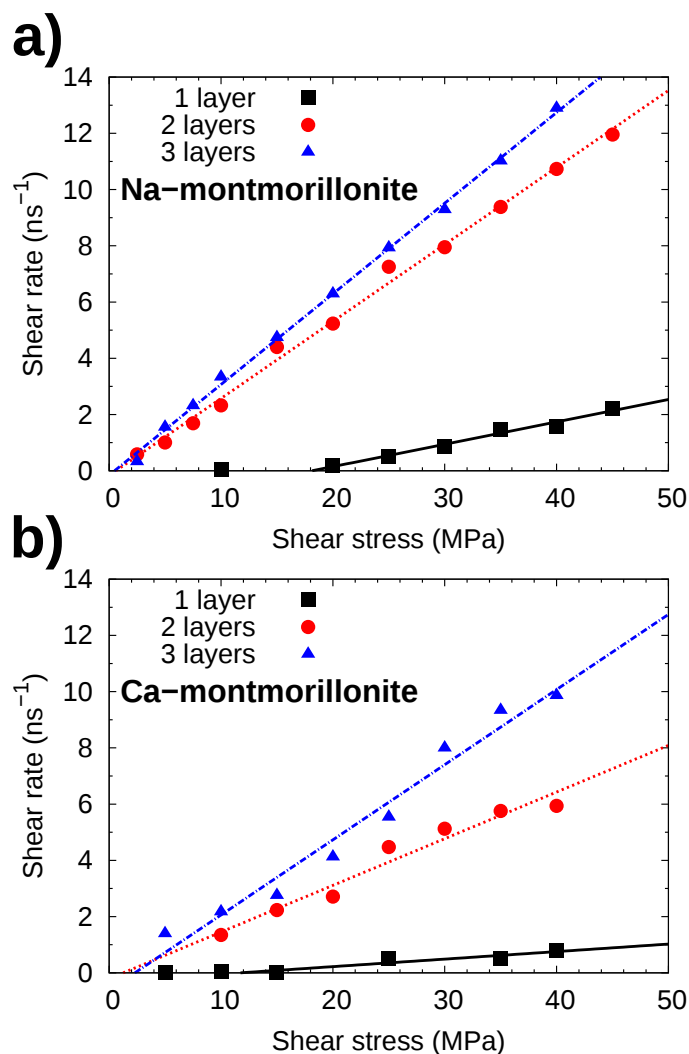 a)
14
12
10
8
6
4
2
0
Shear rate (ns⁻¹)
1 layer
2 layers
3 layers
Na−montmorillonite
10
20
30
40
50
Shear stress (MPa)
b)
14
12
10
8
6
4
2
0
Shear rate (ns⁻¹)
1 layer
2 layers
3 layers
Ca−montmorillonite
0
10
20
30
40
50
Shear stress (MPa)